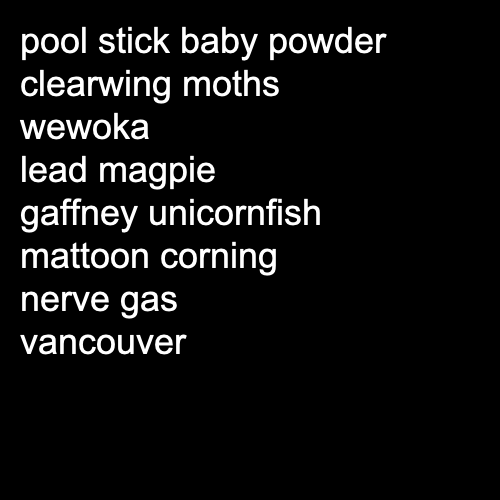 pool stick baby powder
clearwing moths
wewoka
lead magpie
gaffney unicornfish
mattoon corning
nerve gas
vancouver